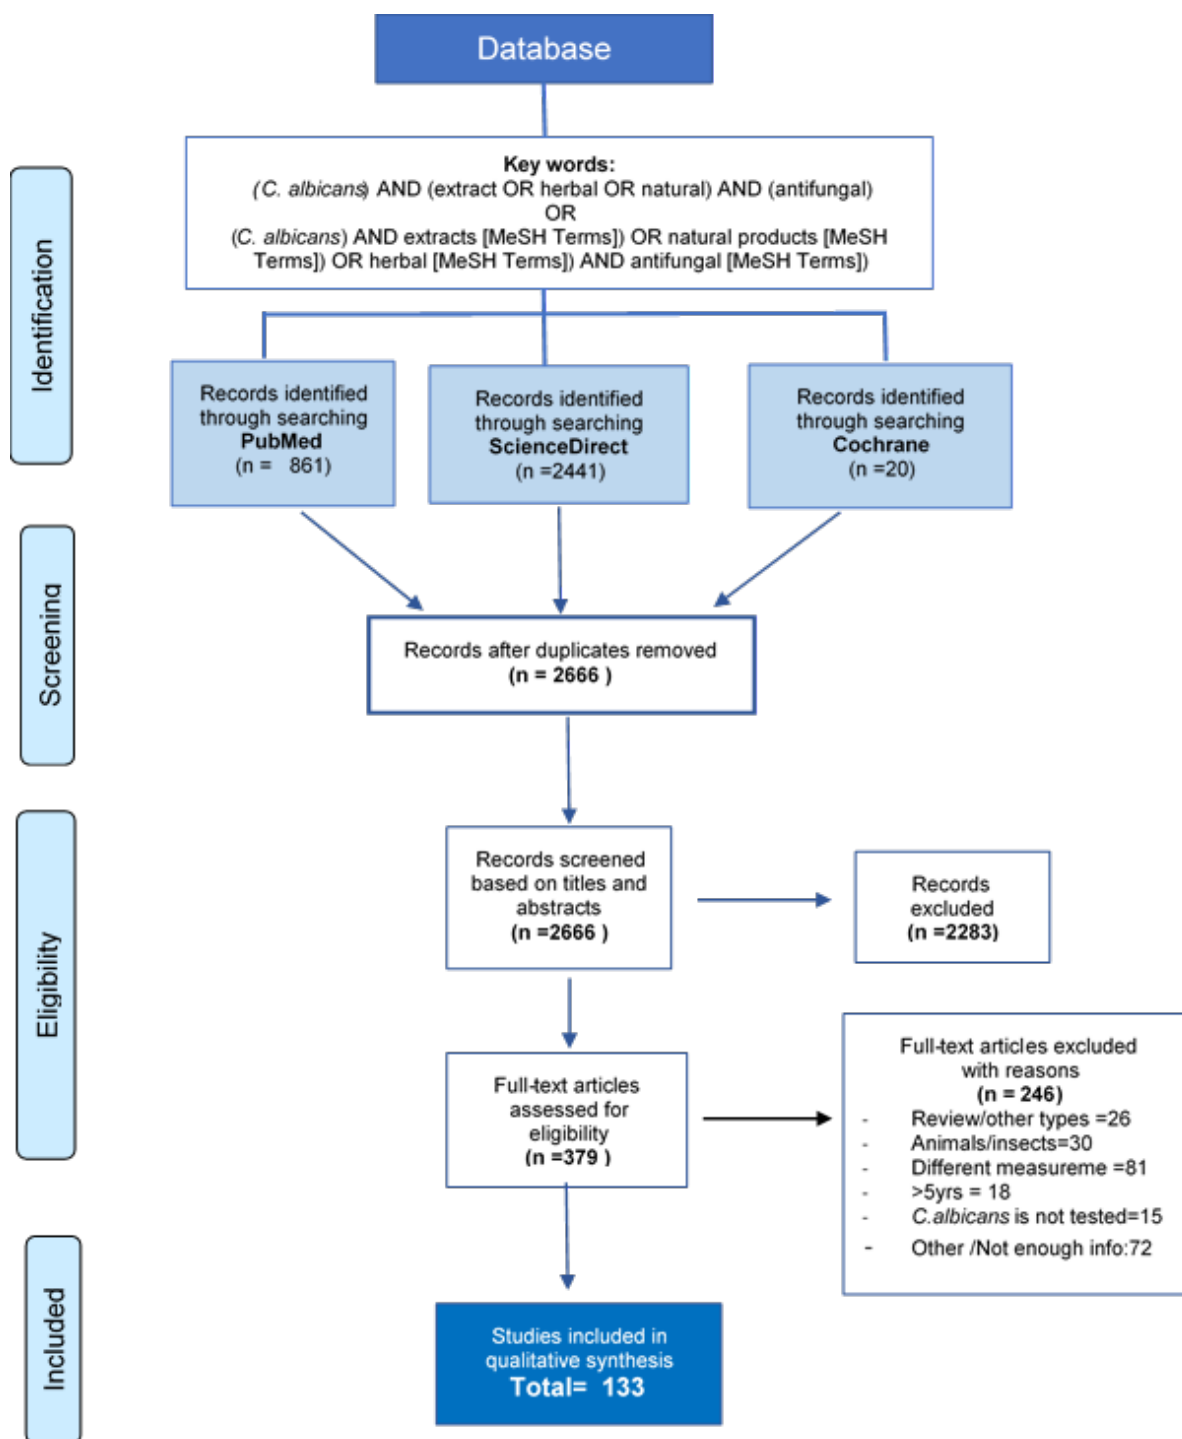 Database
Key words:
(C. albicans) AND (extract OR herbal OR natural) AND (antifungal)
OR
(C. albicans) AND extracts [MeSH Terms]) OR natural products [MeSH
Terms]) OR herbal [MeSH Terms]) AND antifungal [MeSH Terms])
Identification
Records identified
through searching
PubMed
(n = 861)
Records identified
through searching
ScienceDirect
(n =2441)
Records identified
through searching
Cochrane
(n =20)
Screening
Records after duplicates removed
(n = 2666 )
Eligibility
Records screened
based on titles and
abstracts
(n =2666 )
Records
excluded
(n =2283)
Full-text articles
assessed for
eligibility
(n =379 )
Full-text articles excluded
with reasons
(n = 246)
- Review/other types =26
- Animals/insects=30
- Different measureme =81
- >5yrs = 18
- C.albicans is not tested=15
- Other /Not enough info:72
Included
Studies included in
qualitative synthesis
Total= 133